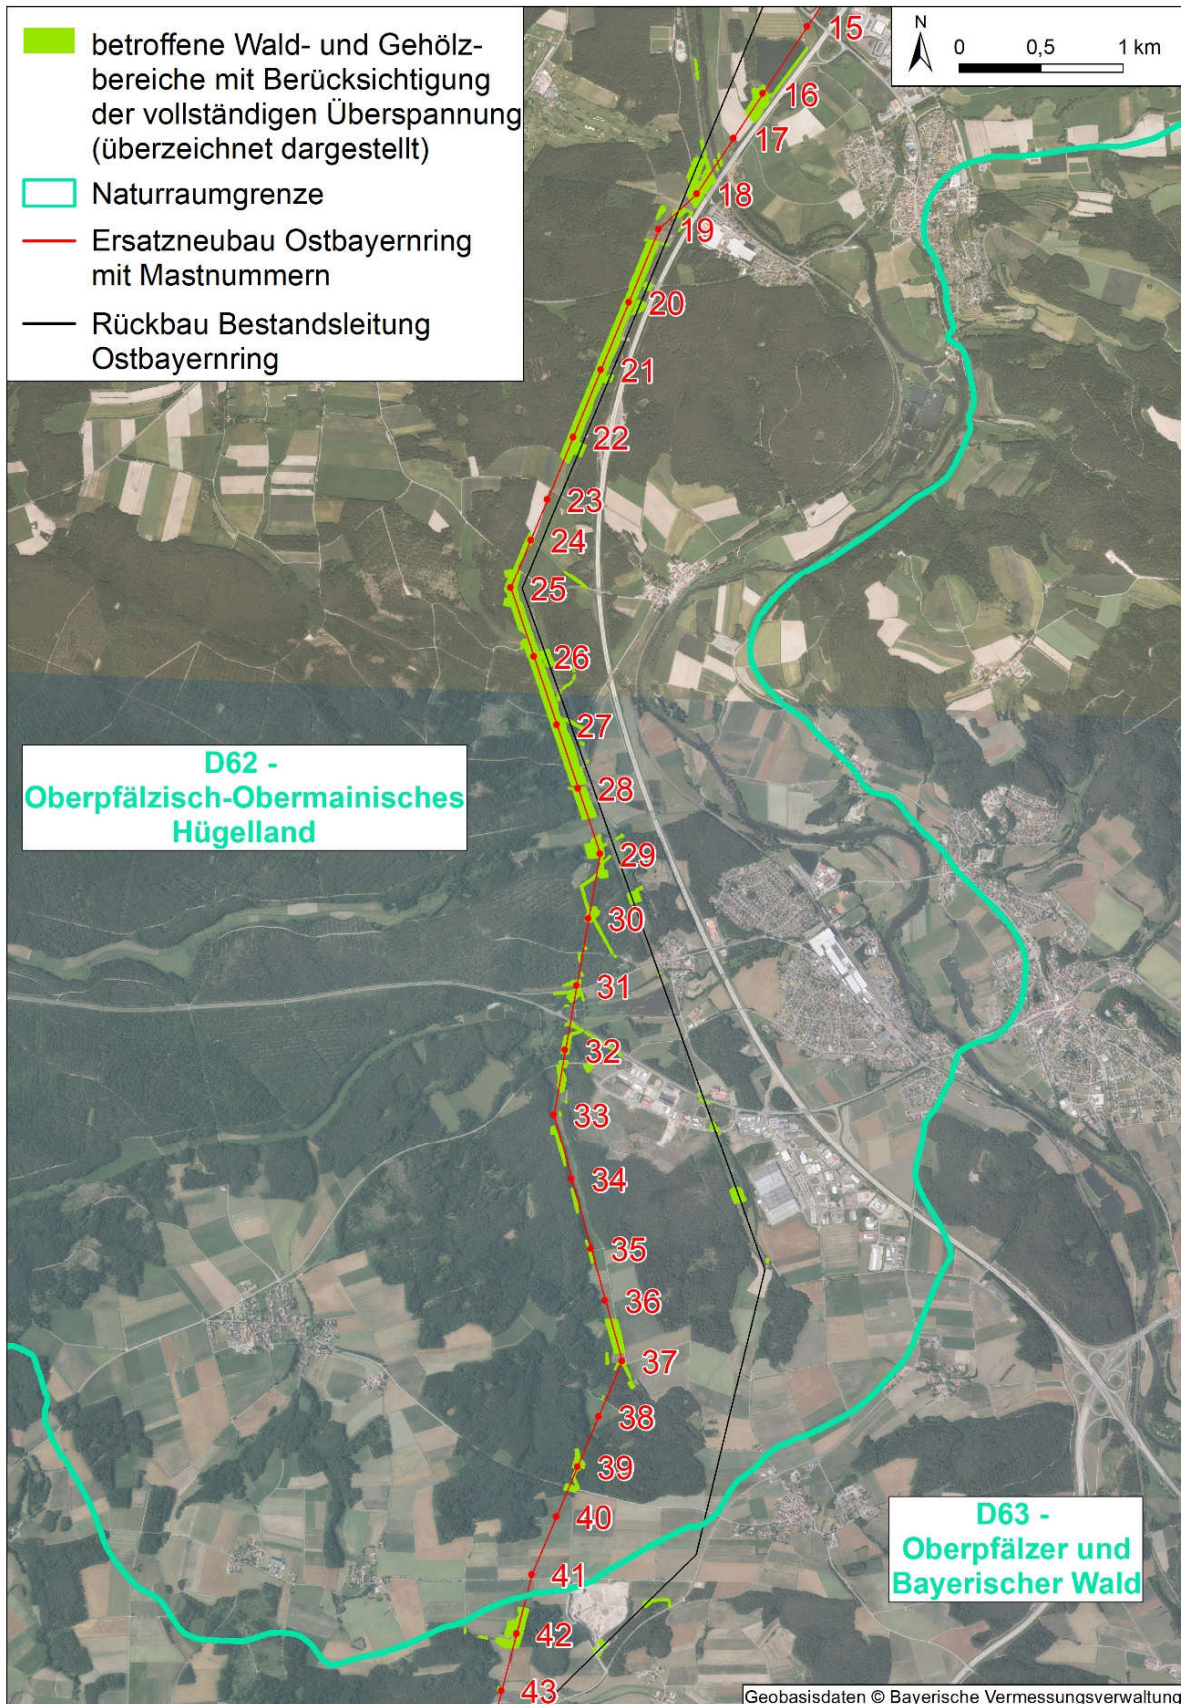 betroffene Wald- und Gehölz-
bereiche mit Berücksichtigung
der vollständigen Überspannung
(überzeichnet dargestellt)
Naturraumgrenze
Ersatzneubau Ostbayernring
mit Mastnummern
Rückbau Bestandsleitung
Ostbayernring
N
0 0,5 1 km
15
16
17
18
19
20
21
22
23
24
25
26
27
28
29
30
31
32
33
34
35
36
37
38
39
40
41
42
43
D62 -
Oberpfälzisch-Obermainisches
Hügelland
D63 -
Oberpfälzer und
Bayerischer Wald
Geobasisdaten © Bayerische Vermessungsverwaltung